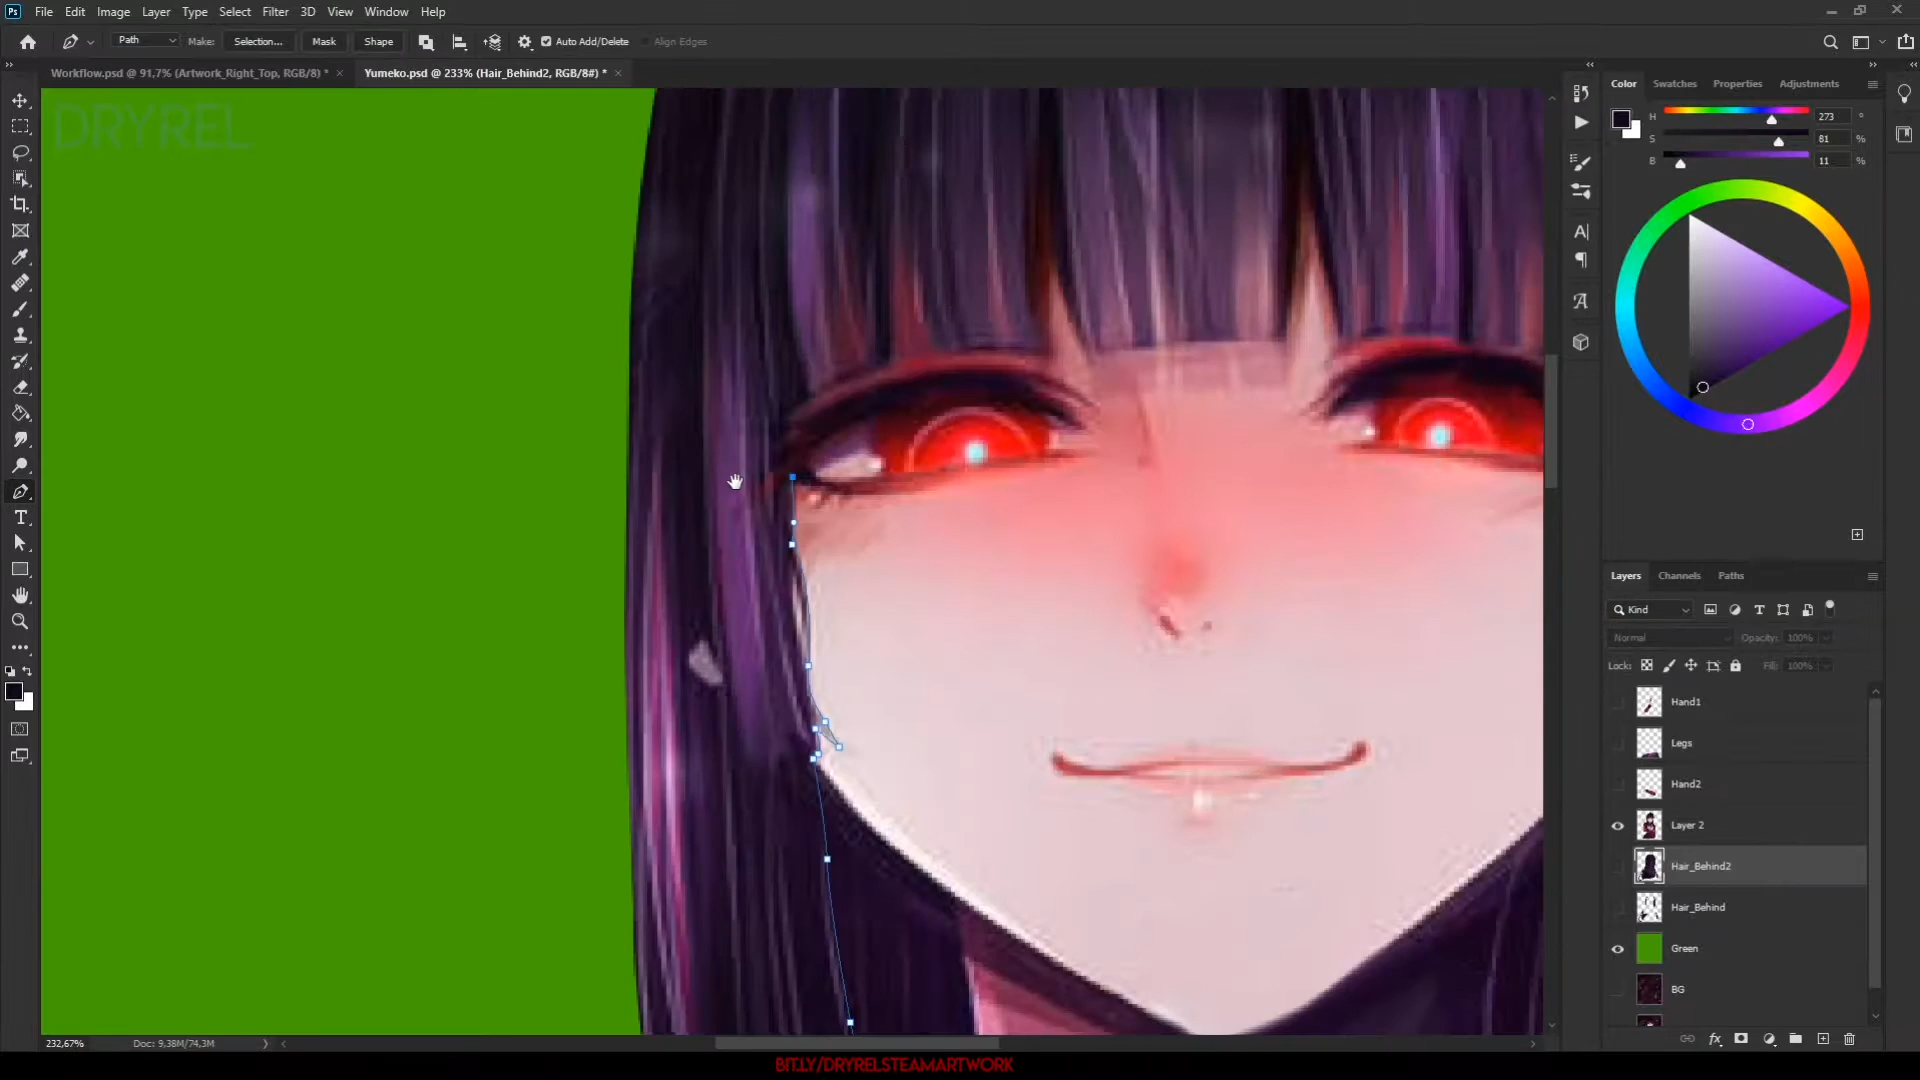 Ps File Edit Image Layer Type Select Filter 3D View Window Help
Path Make: Selection... Mask Shape Auto Add/Delete Align Edges
Workflow.psd @ 91,7% (Artwork_Right_Top, RGB/8) * × Yumeko.psd @ 233% (Hair_Behind2, RGB/8#) * ×
DRYREL
Color Swatches Properties Adjustments
H 273 °
S 81 %
B 11 %
Layers Channels Paths
Kind
Normal Opacity: 100%
Lock: Fill: 100%
Hand1
Legs
Hand2
Layer 2
Hair_Behind2
Hair_Behind
Green
BG
232,67% Doc: 9,38M/74,3M
BIT.LY/DRYRELSTEAMARTWORK